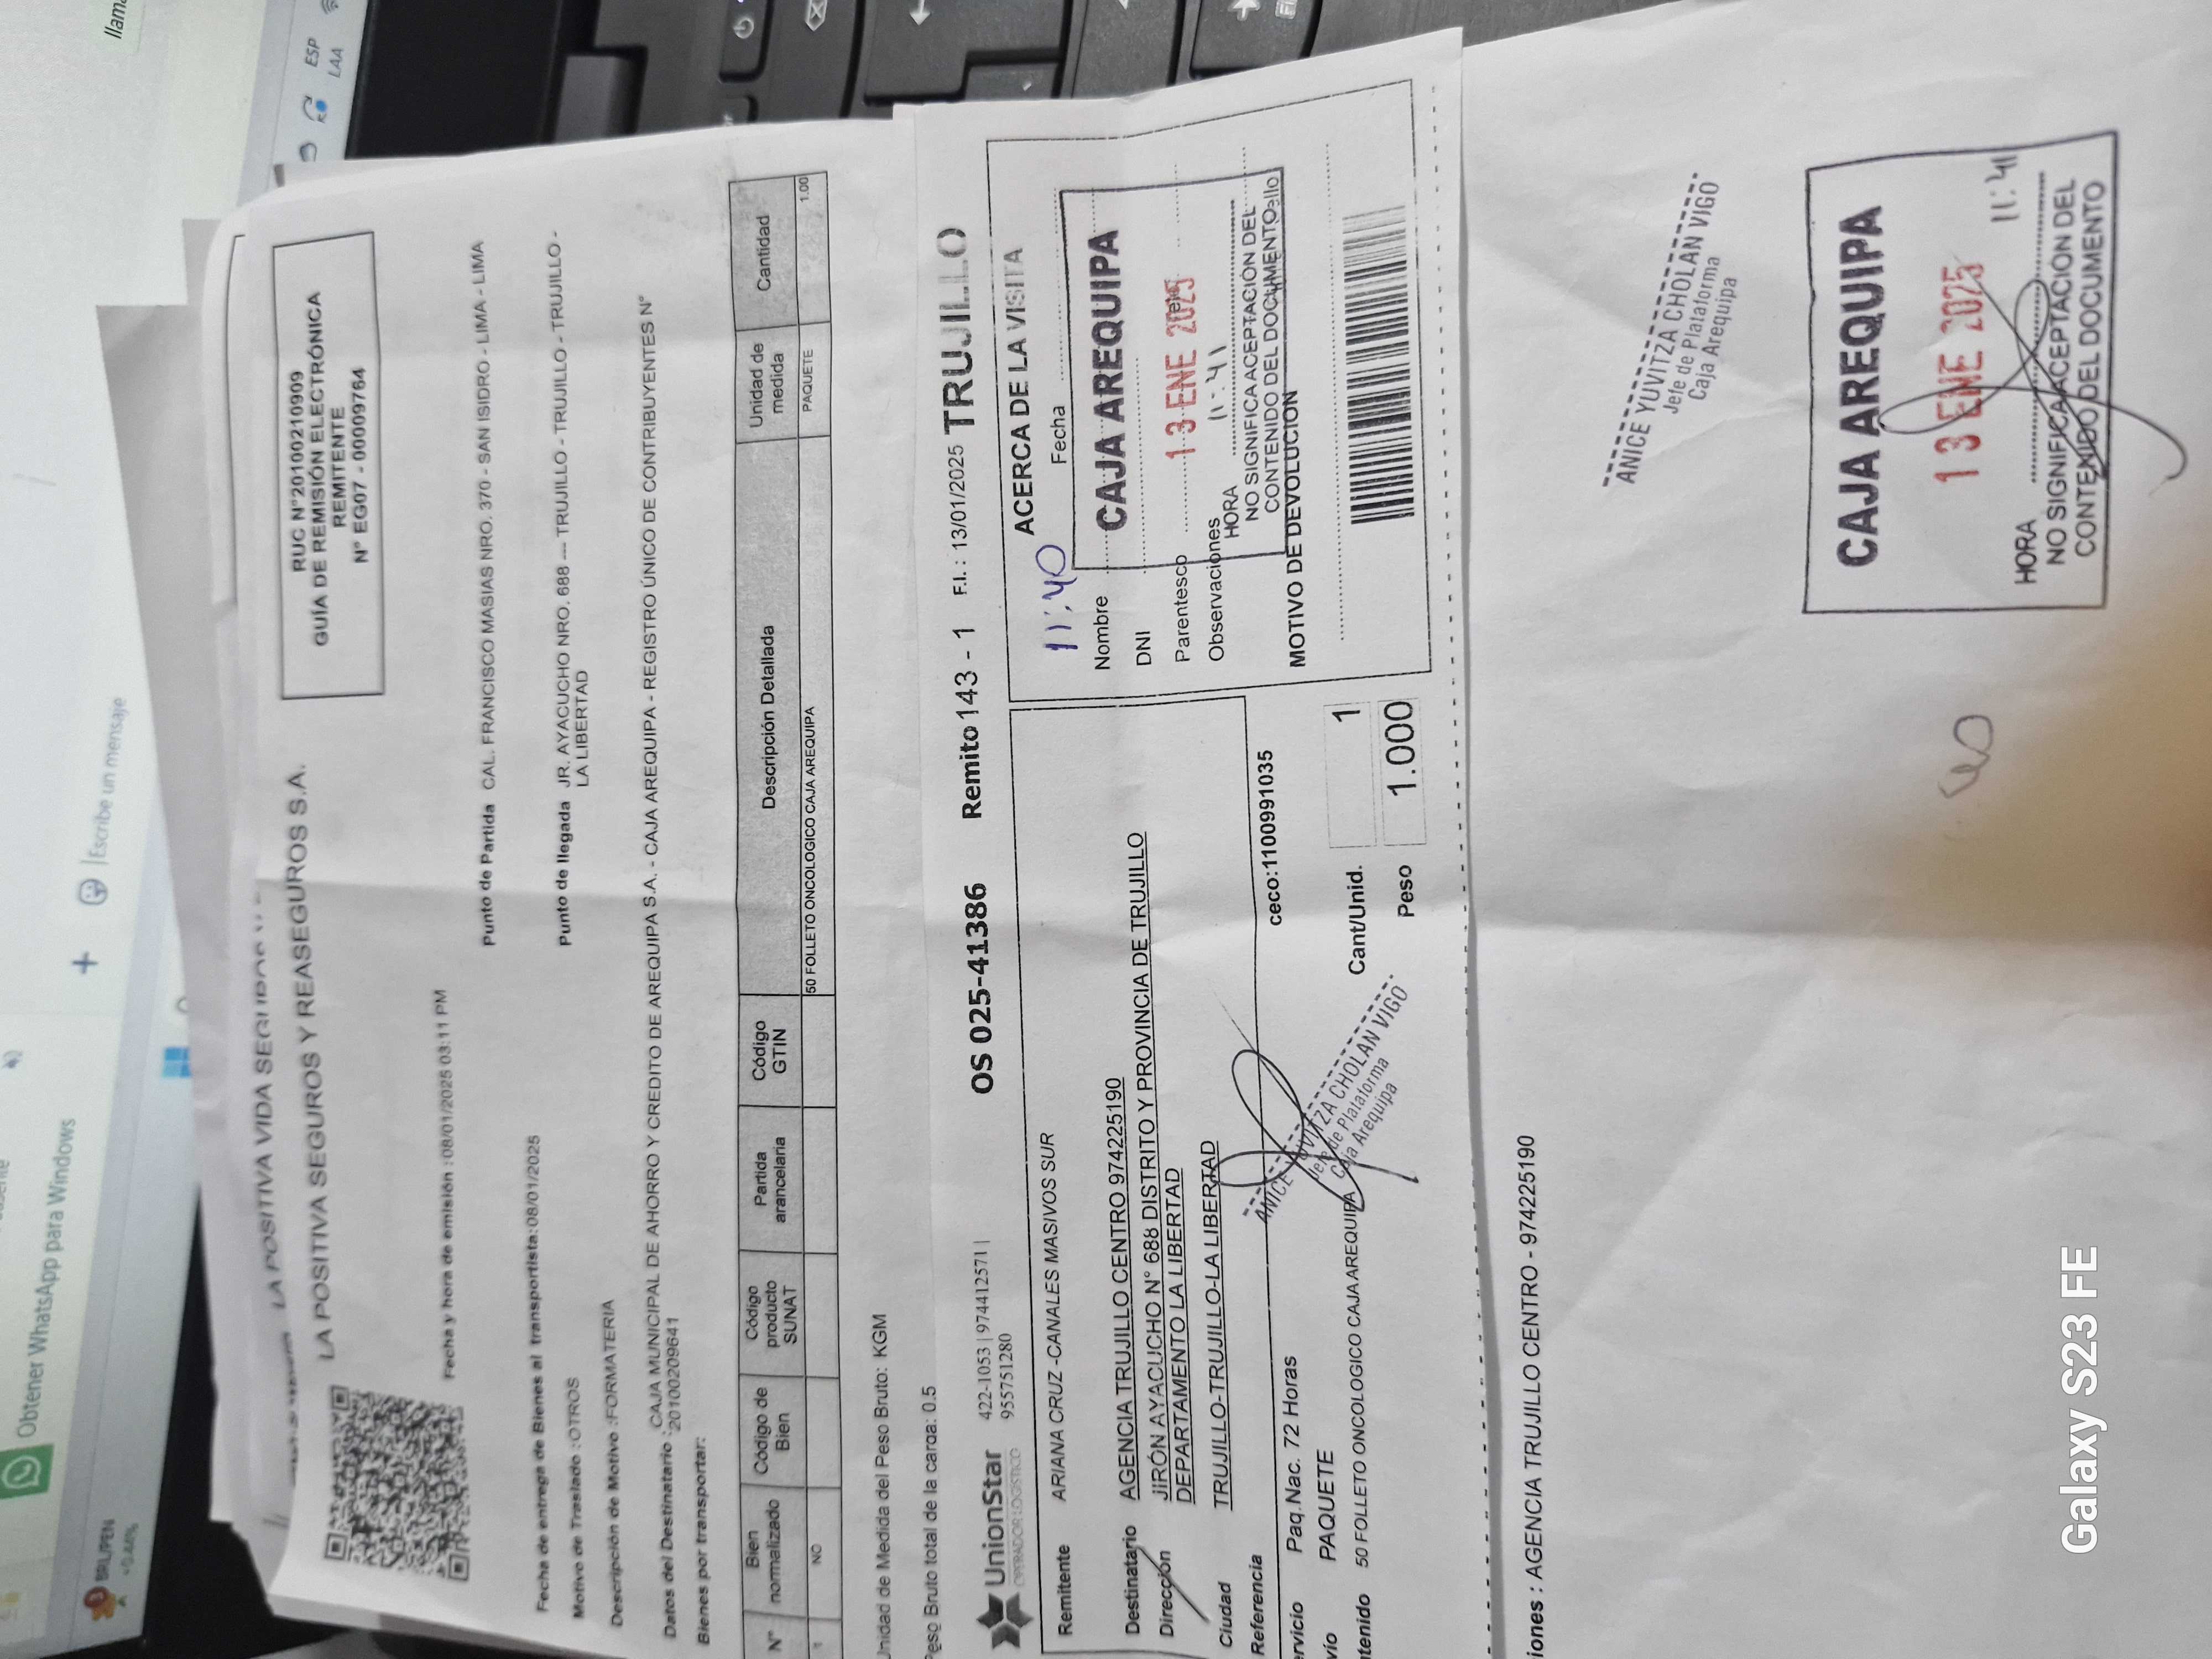 llam
ESP
LAA
Escribe un mensaje
Obtener WhatsApp para Windows
BRL/PEN
LA POSITIVA VIDA SEGUROS
LA POSITIVA SEGUROS Y REASEGUROS S.A.
RUC N°20100210909
GUÍA DE REMISIÓN ELECTRÓNICA
REMITENTE
N° EG07 - 00009764
Fecha y hora de emisión :08/01/2025 03:11 PM
Punto de Partida CAL. FRANCISCO MASIAS NRO. 370 - SAN ISIDRO - LIMA - LIMA
Fecha de entrega de Bienes al transportista:08/01/2025
Punto de llegada JR. AYACUCHO NRO. 688 --- TRUJILLO - TRUJILLO - TRUJILLO -
LA LIBERTAD
Motivo de Traslado :OTROS
Descripción de Motivo :FORMATERIA
Datos del Destinatario : CAJA MUNICIPAL DE AHORRO Y CREDITO DE AREQUIPA S.A. - CAJA AREQUIPA - REGISTRO ÚNICO DE CONTRIBUYENTES N°
20100209641
Bienes por transportar:
N° Bien normalizado Código de Bien Código producto SUNAT Partida arancelaria Código GTIN Descripción Detallada Unidad de medida Cantidad
1 NO 50 FOLLETO ONCOLOGICO CAJA AREQUIPA PAQUETE 1.00
Unidad de Medida del Peso Bruto: KGM
Peso Bruto total de la carga: 0.5
UnionStar
OPERADOR LOGÍSTICO
422-1053 | 974412571 |
955751280
OS 025-41386 Remito 143 - 1 F.I. : 13/01/2025 TRUJILLO
Remitente ARIANA CRUZ -CANALES MASIVOS SUR
Destinatario AGENCIA TRUJILLO CENTRO 974225190
Dirección JIRÓN AYACUCHO N° 688 DISTRITO Y PROVINCIA DE TRUJILLO
DEPARTAMENTO LA LIBERTAD
Ciudad TRUJILLO-TRUJILLO-LA LIBERTAD
Referencia
ceco:1100991035
ervicio Paq.Nac. 72 Horas
vío PAQUETE
ntenido 50 FOLLETO ONCOLOGICO CAJA AREQUIPA
Cant/Unid. 1
Peso 1.000
ANICE YUVITZA CHOLAN VIGO
Jefe de Plataforma
Caja Arequipa
ACERCA DE LA VISITA
11:40 Fecha
Nombre
DNI
Parentesco
Observaciones
MOTIVO DE DEVOLUCION
CAJA AREQUIPA
13 ENE 2025
HORA 11:41
NO SIGNIFICA ACEPTACIÓN DEL
CONTENIDO DEL DOCUMENTO
iones : AGENCIA TRUJILLO CENTRO - 974225190
ANICE YUVITZA CHOLAN VIGO
Jefe de Plataforma
Caja Arequipa
CAJA AREQUIPA
13 ENE 2025
HORA 11:41
NO SIGNIFICA ACEPTACIÓN DEL
CONTENIDO DEL DOCUMENTO
Galaxy S23 FE